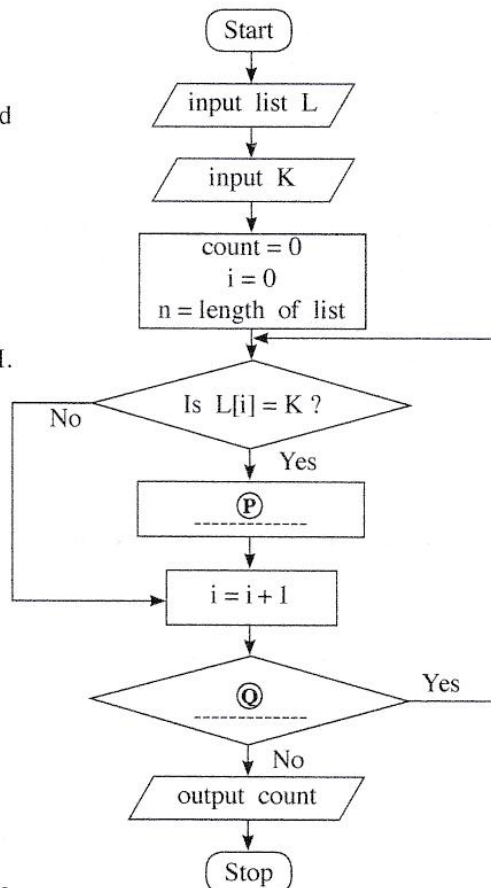 Start
input list L
d
input K
count = 0
i = 0
n = length of list
I.
Is L[i] = K ?
No
Yes
P
i = i + 1
Q
Yes
No
output count
Stop